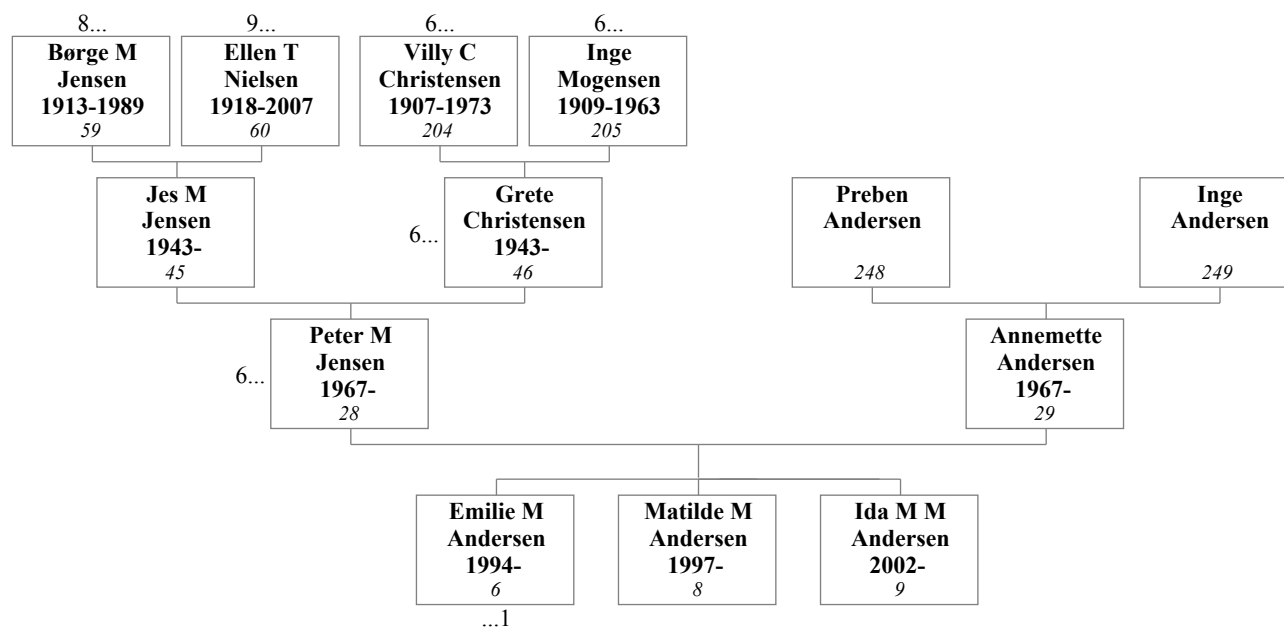 8...
9...
6...
6...
Børge M
Jensen
1913-1989
59
Ellen T
Nielsen
1918-2007
60
Villy C
Christensen
1907-1973
204
Inge
Mogensen
1909-1963
205
Jes M
Jensen
1943-
45
6...
Grete
Christensen
1943-
46
Preben
Andersen
248
Inge
Andersen
249
6...
Peter M
Jensen
1967-
28
Annemette
Andersen
1967-
29
Emilie M
Andersen
1994-
6
...1
Matilde M
Andersen
1997-
8
Ida M M
Andersen
2002-
9